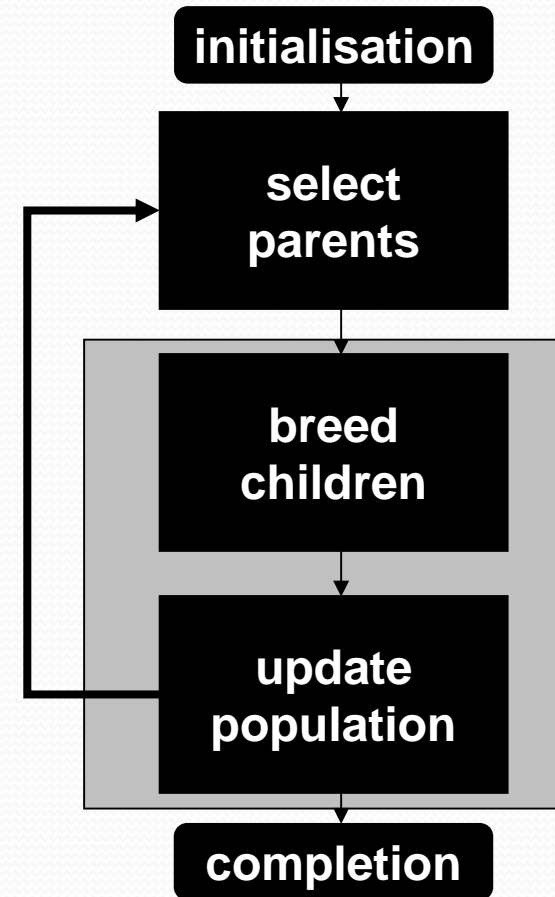 initialisation
select
parents
breed
children
update
population
completion